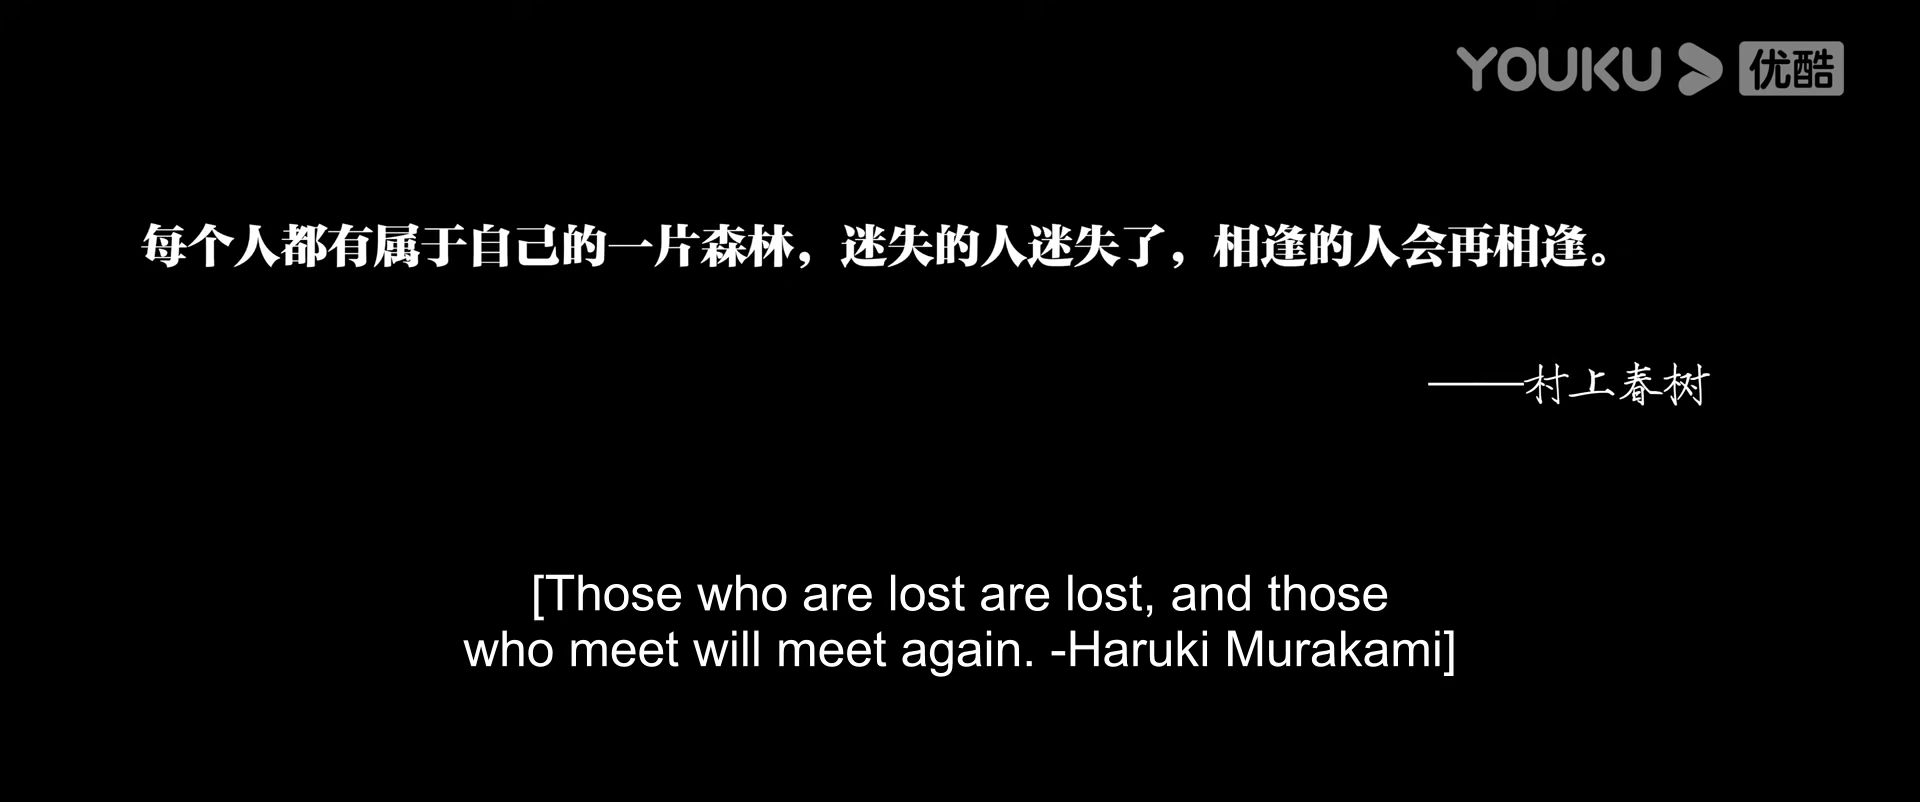 YOUKU 优酷
每个人都有属于自己的一片森林，迷失的人迷失了，相逢的人会再相逢。
——村上春树
[Those who are lost are lost, and those
who meet will meet again. -Haruki Murakami]